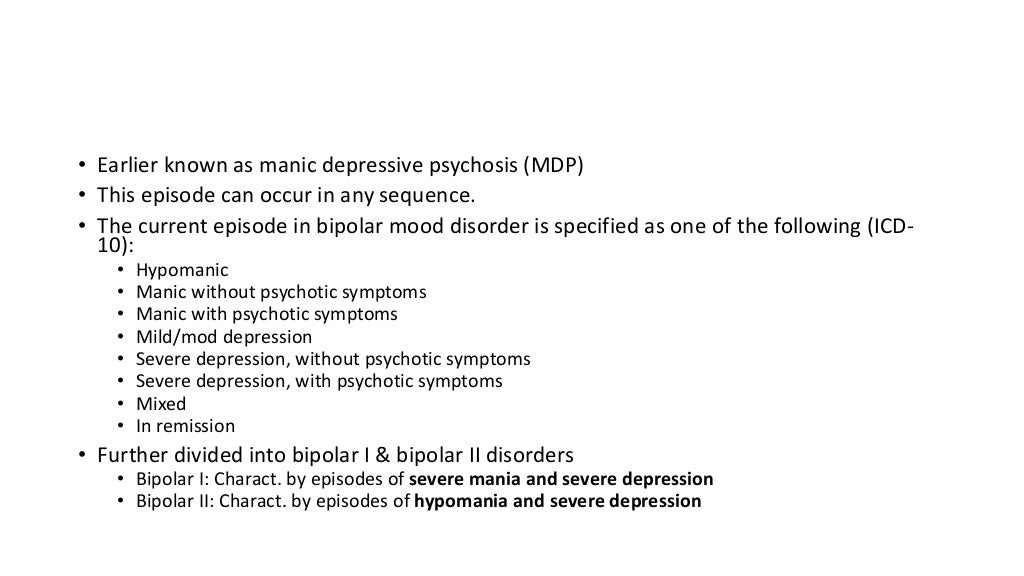 • Earlier known as manic depressive psychosis (MDP)
• This episode can occur in any sequence.
• The current episode in bipolar mood disorder is specified as one of the following (ICD-
10):
• Hypomanic
• Manic without psychotic symptoms
• Manic with psychotic symptoms
• Mild/mod depression
• Severe depression, without psychotic symptoms
• Severe depression, with psychotic symptoms
• Mixed
• In remission
• Further divided into bipolar I & bipolar II disorders
• Bipolar I: Charact. by episodes of severe mania and severe depression
• Bipolar II: Charact. by episodes of hypomania and severe depression